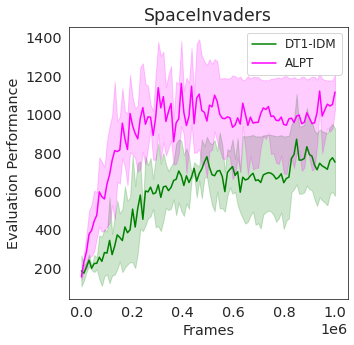 SpaceInvaders
1400
1200
1000
800
600
400
200
Evaluation Performance
DT1-IDM
ALPT
0.0 0.2 0.4 0.6 0.8 1.0
1e6
Frames